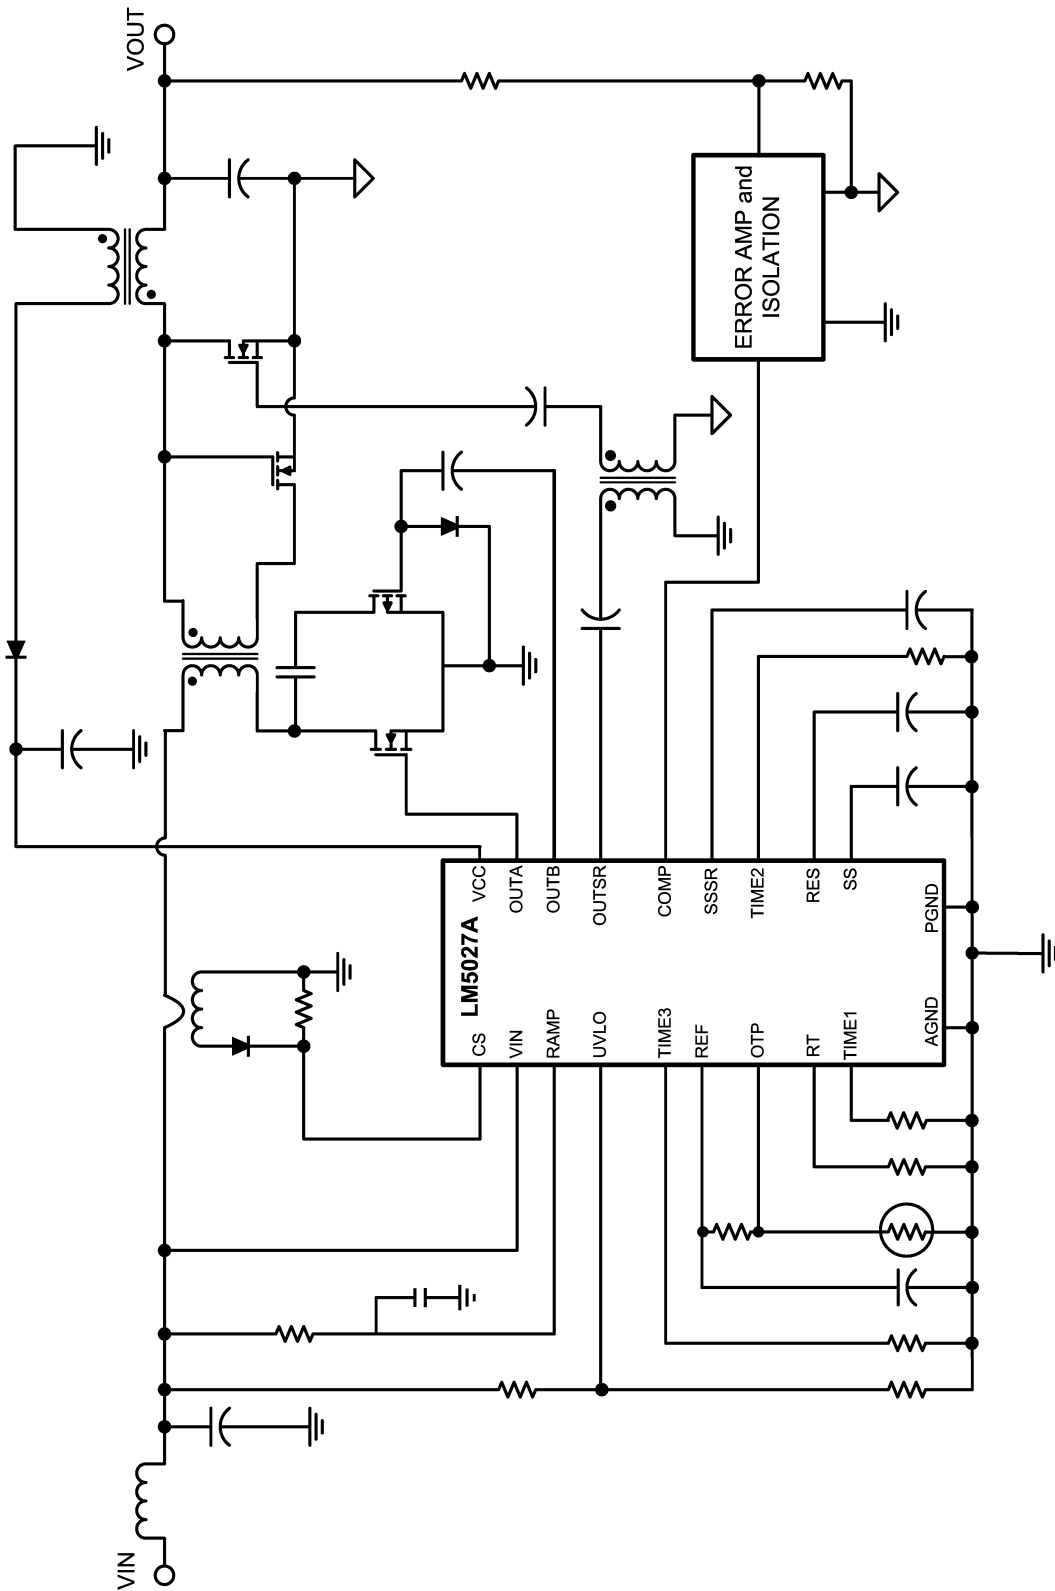 VIN
VOUT
LM5027A
CS
VIN
RAMP
UVLO
TIME3
REF
OTP
RT
TIME1
AGND
VCC
OUTA
OUTB
OUTSR
COMP
SSSR
TIME2
RES
SS
PGND
ERROR AMP and
ISOLATION